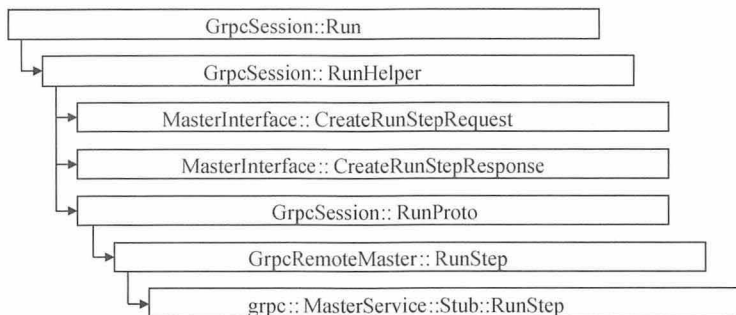 GrpcSession::Run
GrpcSession:: RunHelper
MasterInterface:: CreateRunStepRequest
MasterInterface:: CreateRunStepResponse
GrpcSession:: RunProto
GrpcRemoteMaster:: RunStep
grpc:: MasterService::Stub::RunStep